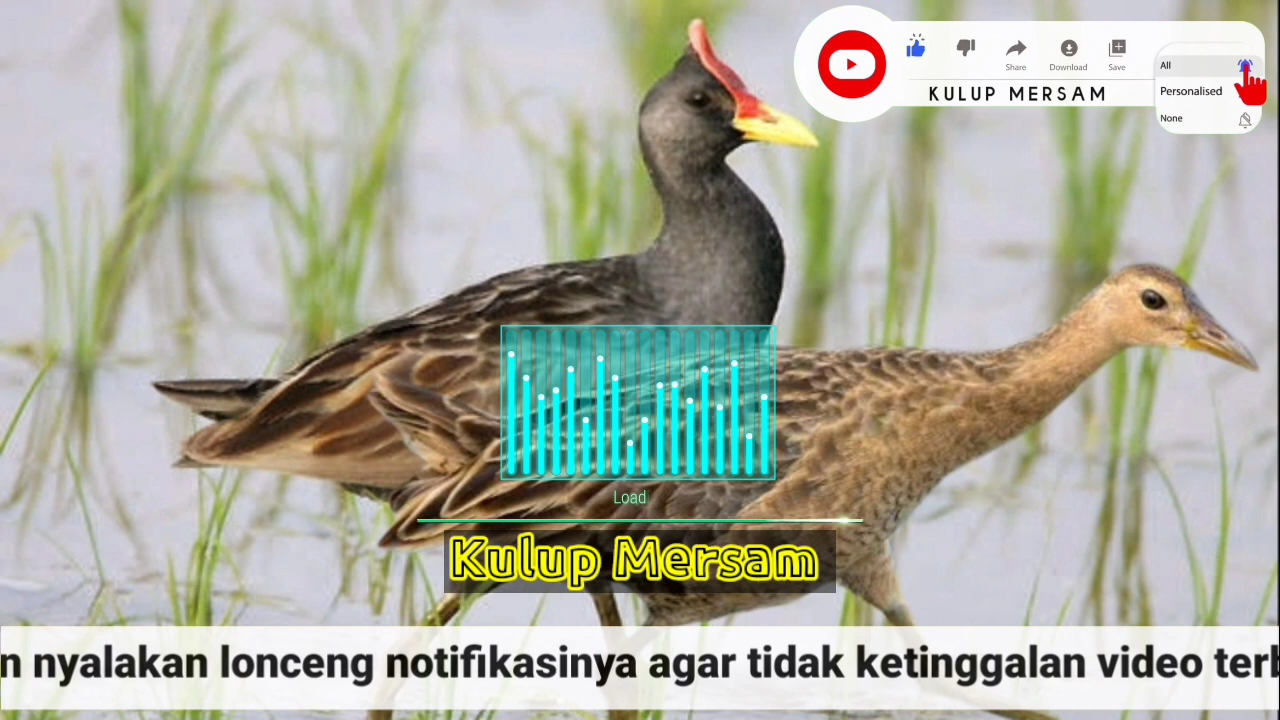 Share Download Save
KULUP MERSAM
All
Personalised
None
Load
Kulup Mersam
n nyalakan lonceng notifikasinya agar tidak ketinggalan video ter